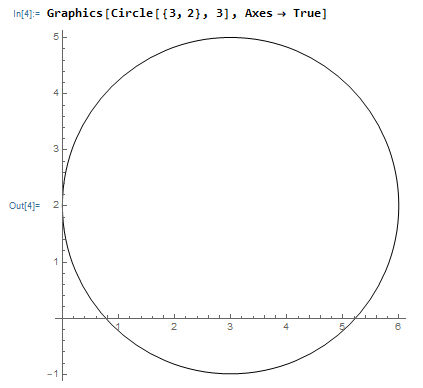 In[4]:= Graphics[Circle[{3, 2}, 3], Axes → True]
5
4
3
Out[4]= 2
1
1 2 3 4 5 6
-1